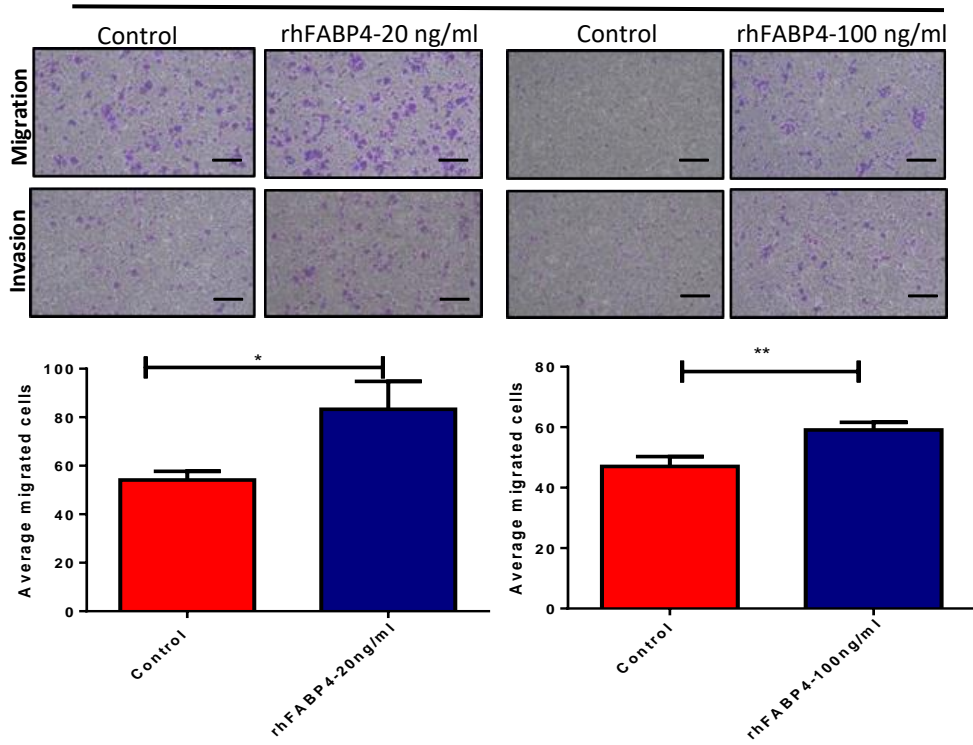 Control rhFABP4-20 ng/ml Control rhFABP4-100 ng/ml
Migration
Invasion
*
Average migrated cells
100
80
60
40
20
0
Control
rhFABP4-20ng/ml
**
Average migrated cells
80
60
40
20
0
Control
rhFABP4-100ng/ml